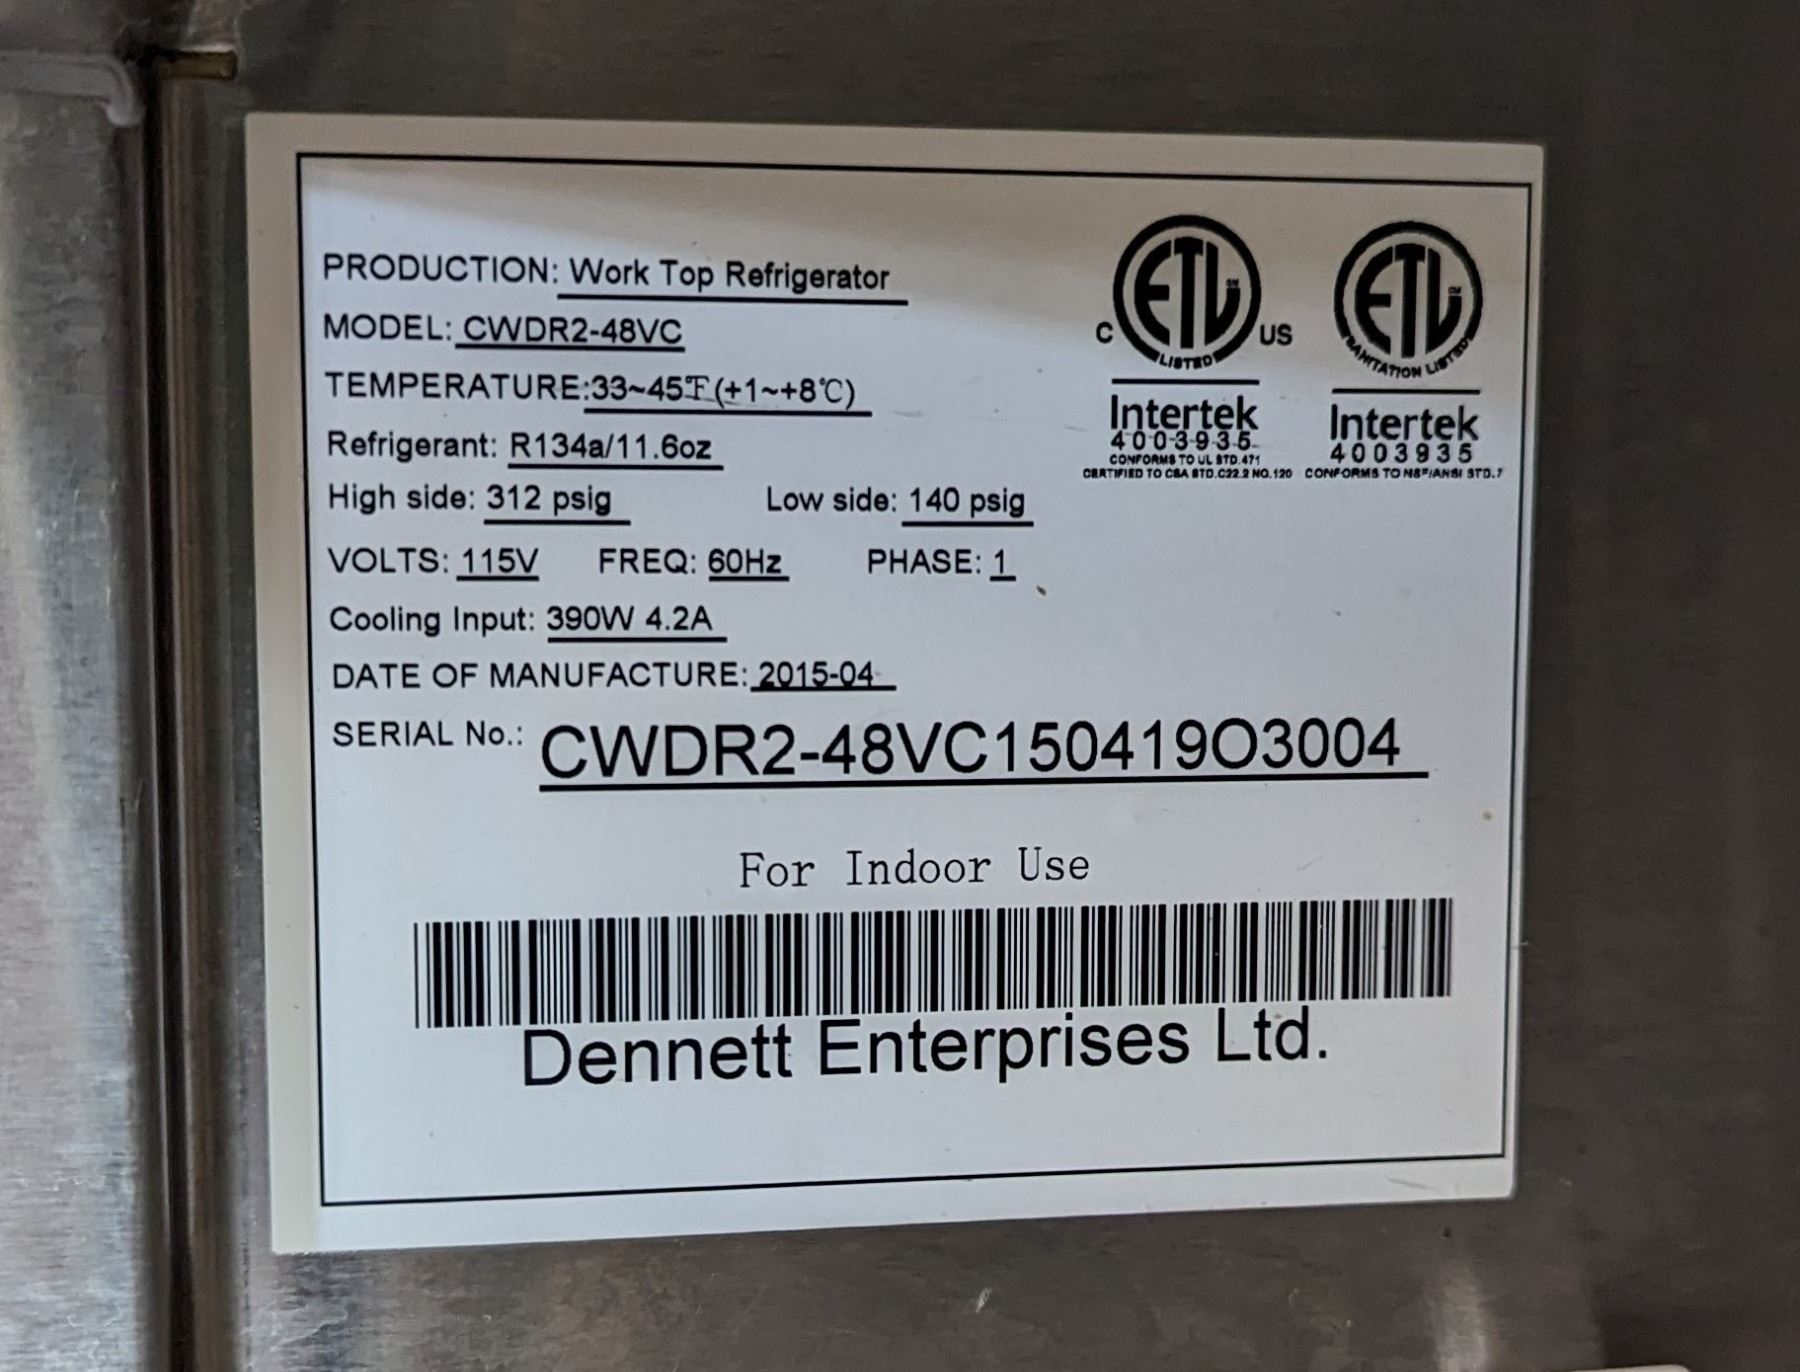 PRODUCTION: Work Top Refrigerator
MODEL: CWDR2-48VC
TEMPERATURE:33~45℉(+1~+8℃)
Refrigerant: R134a/11.6oz
High side: 312 psig Low side: 140 psig
VOLTS: 115V FREQ: 60Hz PHASE: 1
Cooling Input: 390W 4.2A
DATE OF MANUFACTURE: 2015-04
SERIAL No.: CWDR2-48VC150419O3004
For Indoor Use
Dennett Enterprises Ltd.
C ETL CM US
LISTED
Intertek
4003935
CONFORMS TO UL STD.471
CERTIFIED TO CSA STD.C22.2 NO.120
ETL CM
SANITATION LISTED
Intertek
4003935
CONFORMS TO NSF/ANSI STD.7